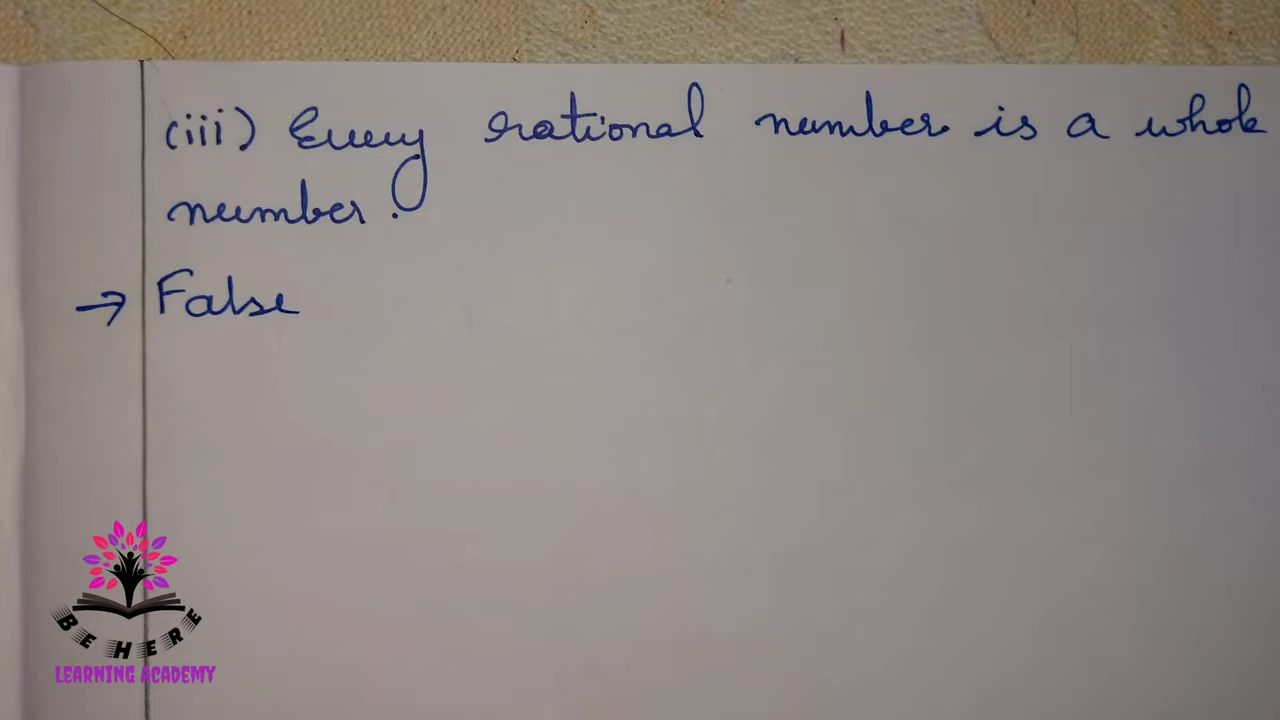 (iii) Every rational number is a whole
number.
→ False
BE HERE
LEARNING ACADEMY